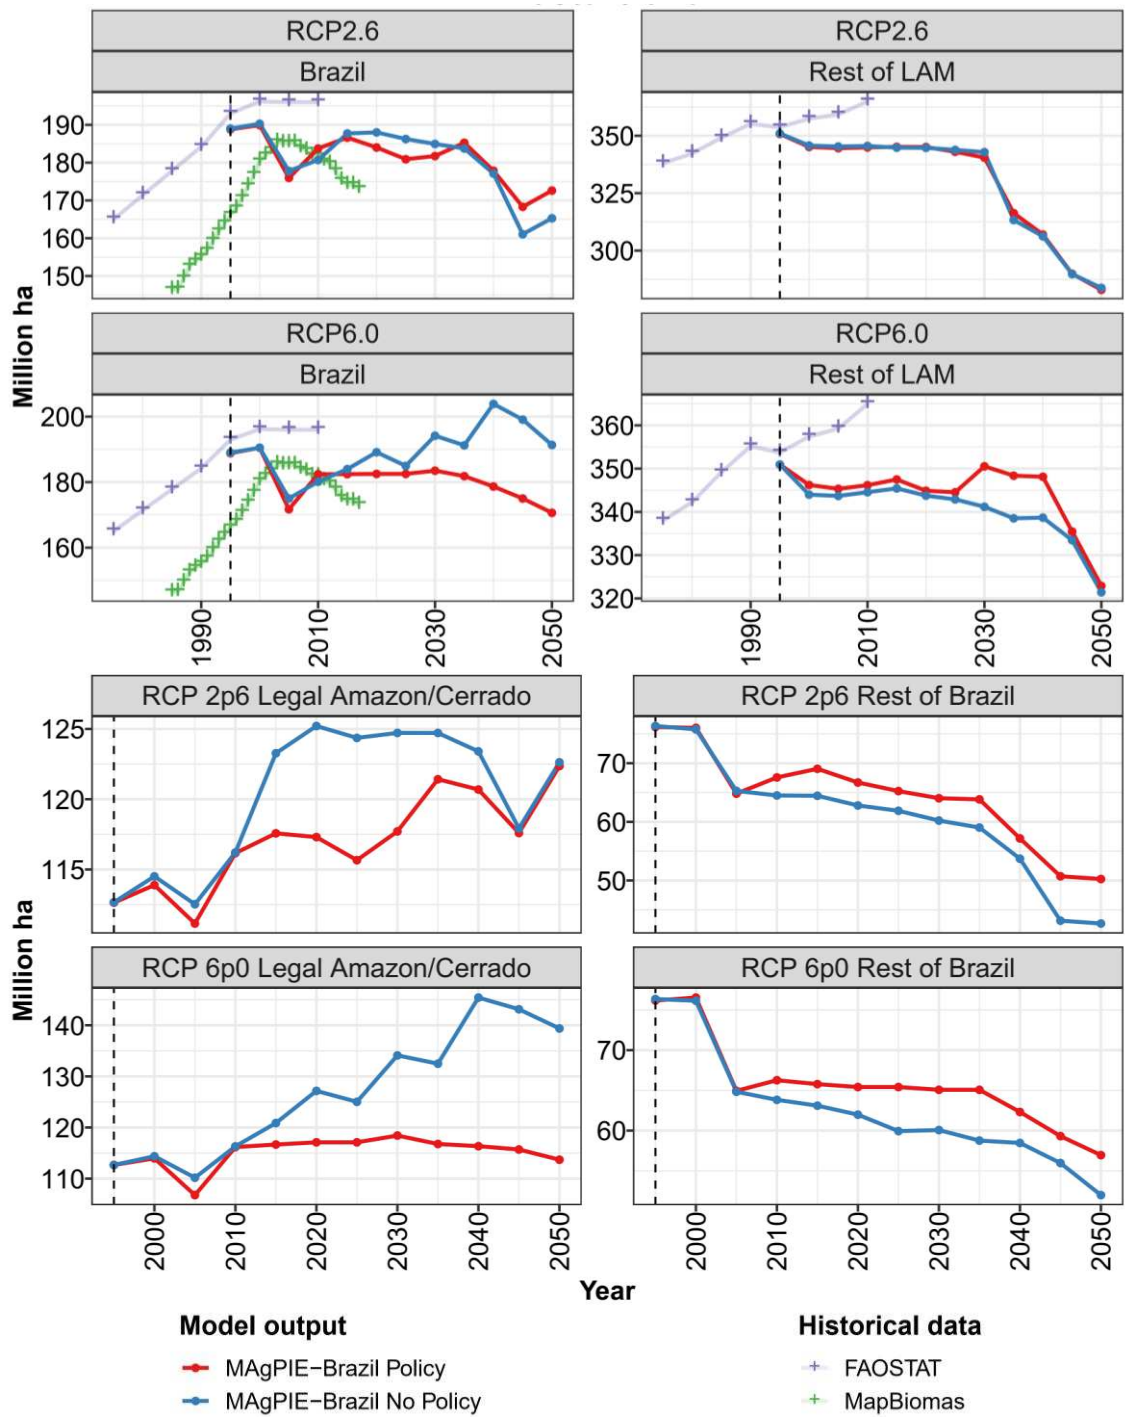 RCP2.6
RCP2.6
Brazil
Rest of LAM
190
180
170
160
150
350
325
300
RCP6.0
RCP6.0
Brazil
Rest of LAM
200
180
160
360
350
340
330
320
Million ha
1990
2010
2030
2050
1990
2010
2030
2050
RCP 2p6 Legal Amazon/Cerrado
RCP 2p6 Rest of Brazil
125
120
115
70
60
50
RCP 6p0 Legal Amazon/Cerrado
RCP 6p0 Rest of Brazil
140
130
120
110
70
60
Million ha
2000
2010
2020
2030
2040
2050
2000
2010
2020
2030
2040
2050
Year
Model output
MAgPIE−Brazil Policy
MAgPIE−Brazil No Policy
Historical data
FAOSTAT
MapBiomas